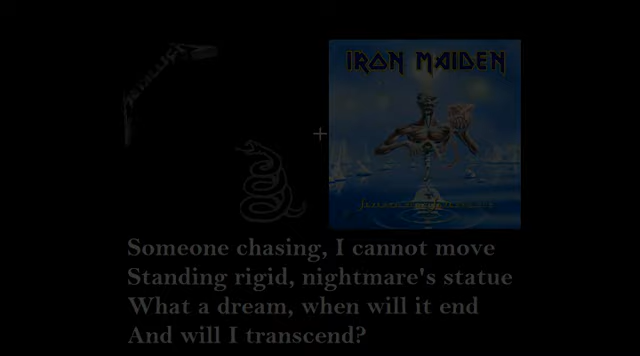 METALLICA
+
IRON MAIDEN
Someone chasing, I cannot move
Standing rigid, nightmare's statue
What a dream, when will it end
And will I transcend?